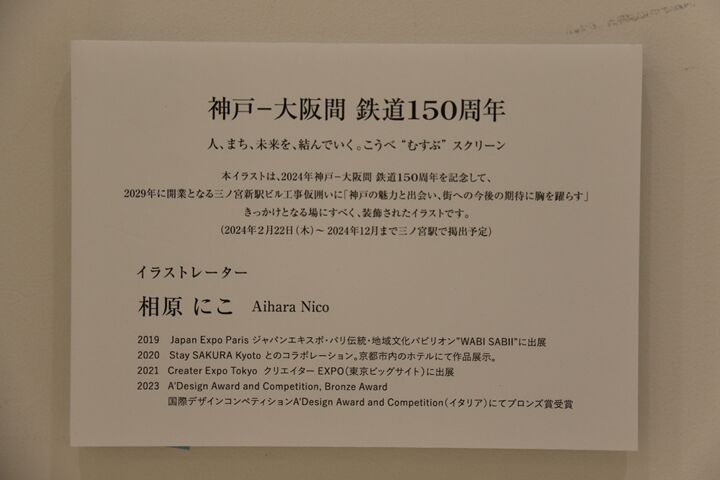 神戸−大阪間 鉄道150周年
人、まち、未来を、結んでいく。こうべ “むすぶ” スクリーン
本イラストは、2024年神戸−大阪間 鉄道150周年を記念して、
2029年に開業となる三ノ宮新駅ビル工事仮囲いに「神戸の魅力と出会い、街への今後の期待に胸を躍らす」
きっかけとなる場にすべく、装飾されたイラストです。
（2024年2月22日（木）〜 2024年12月まで三ノ宮駅で掲出予定）
イラストレーター
相原 にこ Aihara Nico
2019 Japan Expo Paris ジャパンエキスポ・パリ伝統・地域文化パビリオン"WABI SABII"に出展
2020 Stay SAKURA Kyoto とのコラボレーション。京都市内のホテルにて作品展示。
2021 Creater Expo Tokyo クリエイター EXPO（東京ビッグサイト）に出展
2023 A'Design Award and Competition, Bronze Award
国際デザインコンペティションA'Design Award and Competition（イタリア）にてブロンズ賞受賞